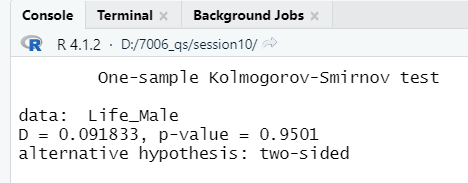 Console Terminal Background Jobs
R 4.1.2 · D:/7006_qs/session10/
One-sample Kolmogorov-Smirnov test
data: Life_Male
D = 0.091833, p-value = 0.9501
alternative hypothesis: two-sided